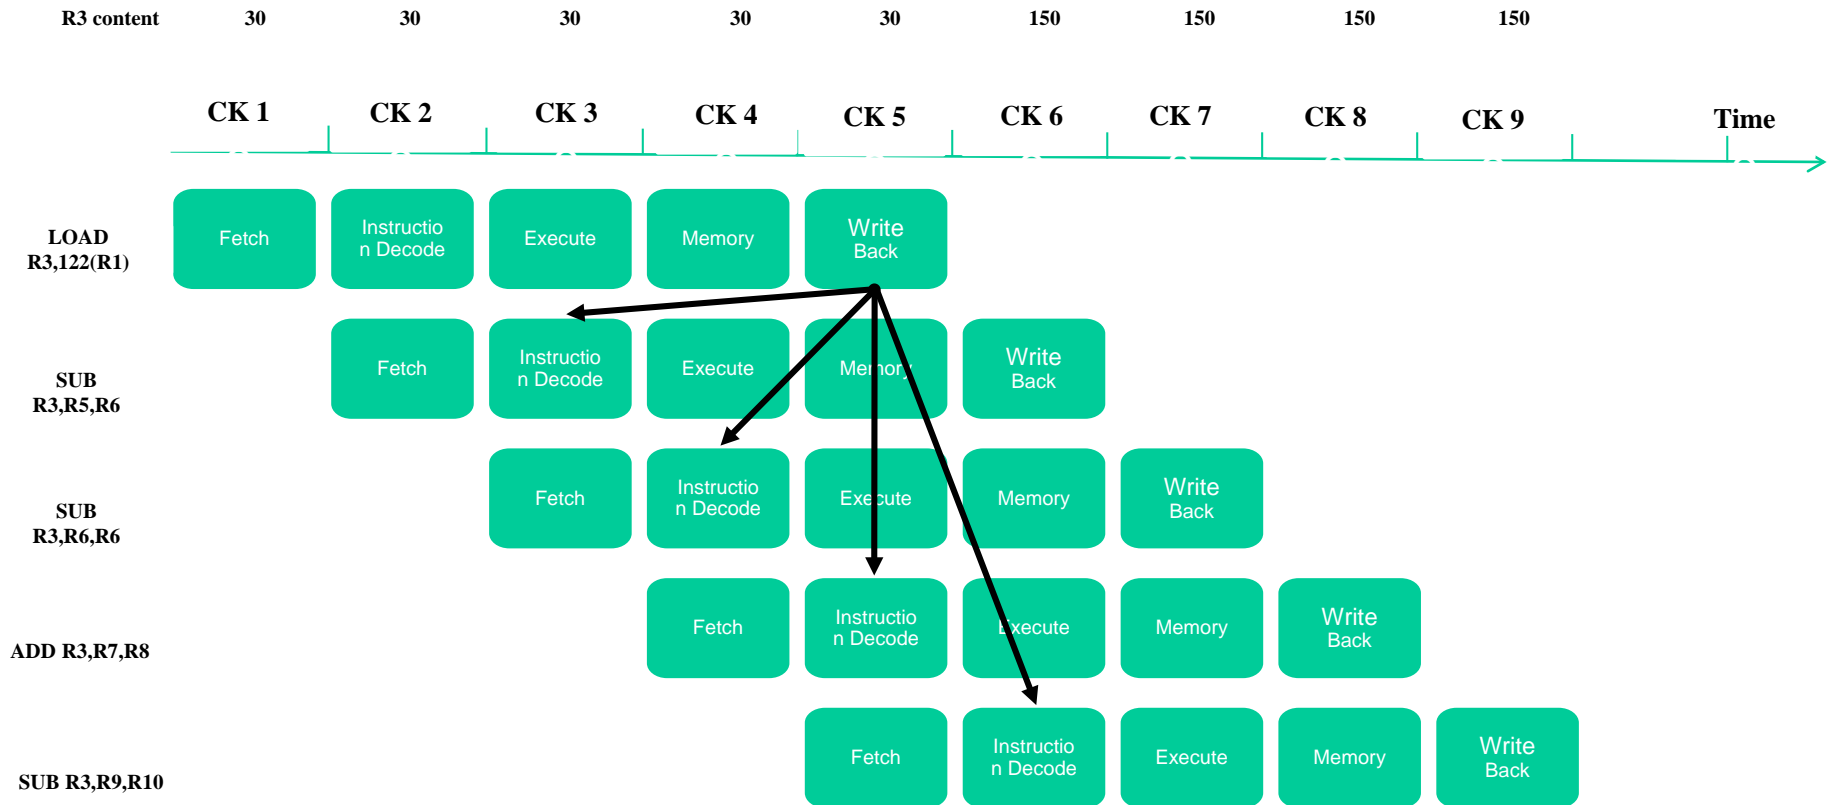 R3 content 30 30 30 30 30 150 150 150 150
CK 1 CK 2 CK 3 CK 4 CK 5 CK 6 CK 7 CK 8 CK 9 Time
LOAD
R3,122(R1)
Fetch
Instructio
n Decode
Execute
Memory
Write
Back
SUB
R3,R5,R6
Fetch
Instructio
n Decode
Execute
Memory
Write
Back
SUB
R3,R6,R6
Fetch
Instructio
n Decode
Execute
Memory
Write
Back
ADD R3,R7,R8
Fetch
Instructio
n Decode
Execute
Memory
Write
Back
SUB R3,R9,R10
Fetch
Instructio
n Decode
Execute
Memory
Write
Back